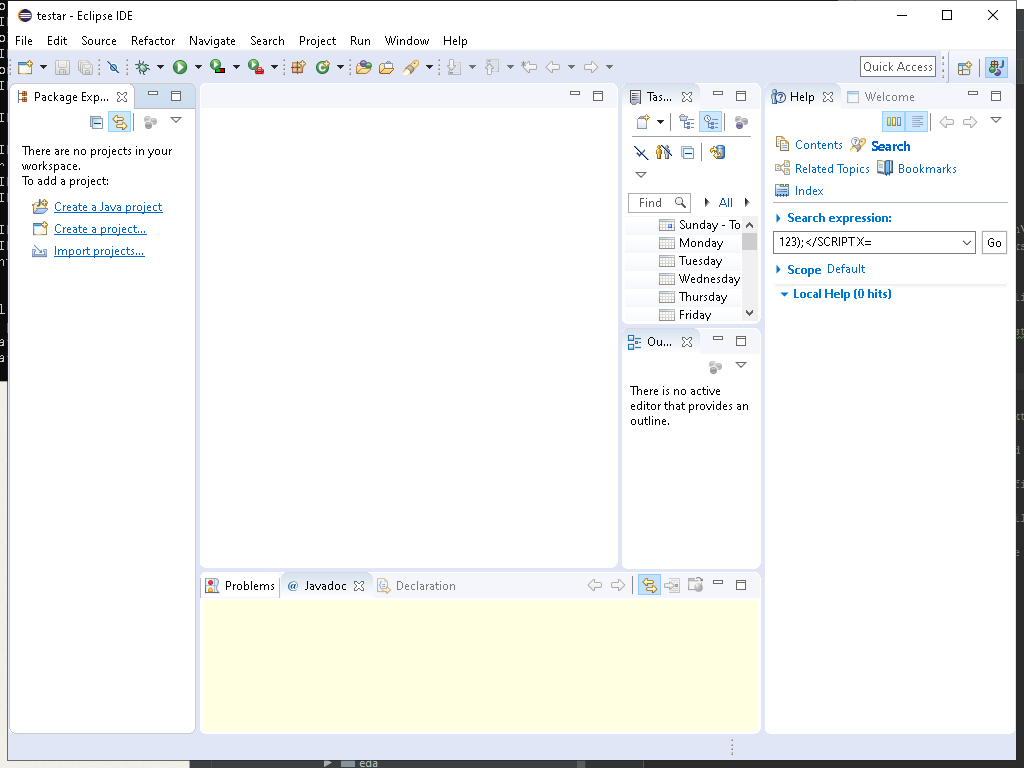 testar - Eclipse IDE
File Edit Source Refactor Navigate Search Project Run Window Help
Quick Access
Package Exp...
There are no projects in your
workspace.
To add a project:
Create a Java project
Create a project...
Import projects...
Tas...
Find
All
Sunday - To
Monday
Tuesday
Wednesday
Thursday
Friday
Ou...
There is no active
editor that provides an
outline.
Help Welcome
Contents Search
Related Topics Bookmarks
Index
Search expression:
123);</SCRIPT X=
Go
Scope Default
Local Help (0 hits)
Problems @ Javadoc Declaration
eda